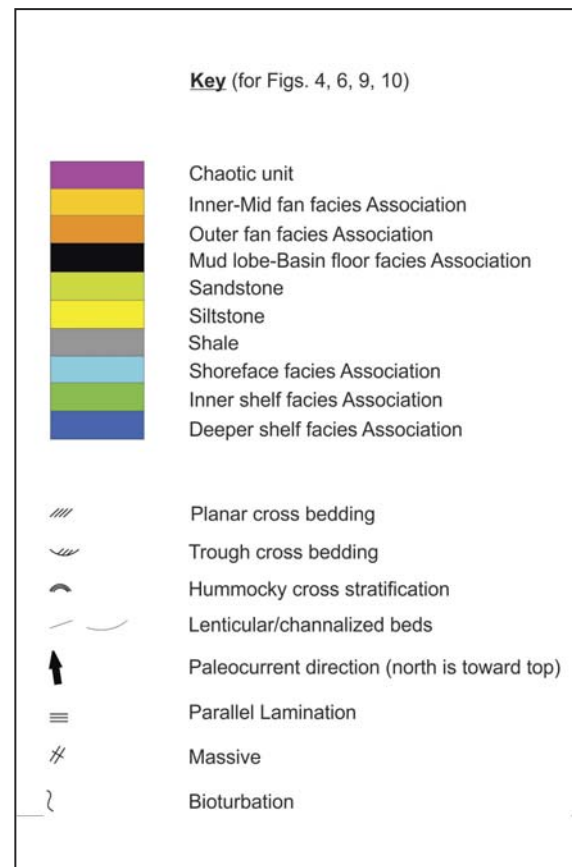 Key (for Figs. 4, 6, 9, 10)
Chaotic unit
Inner-Mid fan facies Association
Outer fan facies Association
Mud lobe-Basin floor facies Association
Sandstone
Siltstone
Shale
Shoreface facies Association
Inner shelf facies Association
Deeper shelf facies Association
Planar cross bedding
Trough cross bedding
Hummocky cross stratification
Lenticular/channalized beds
Paleocurrent direction (north is toward top)
Parallel Lamination
Massive
Bioturbation